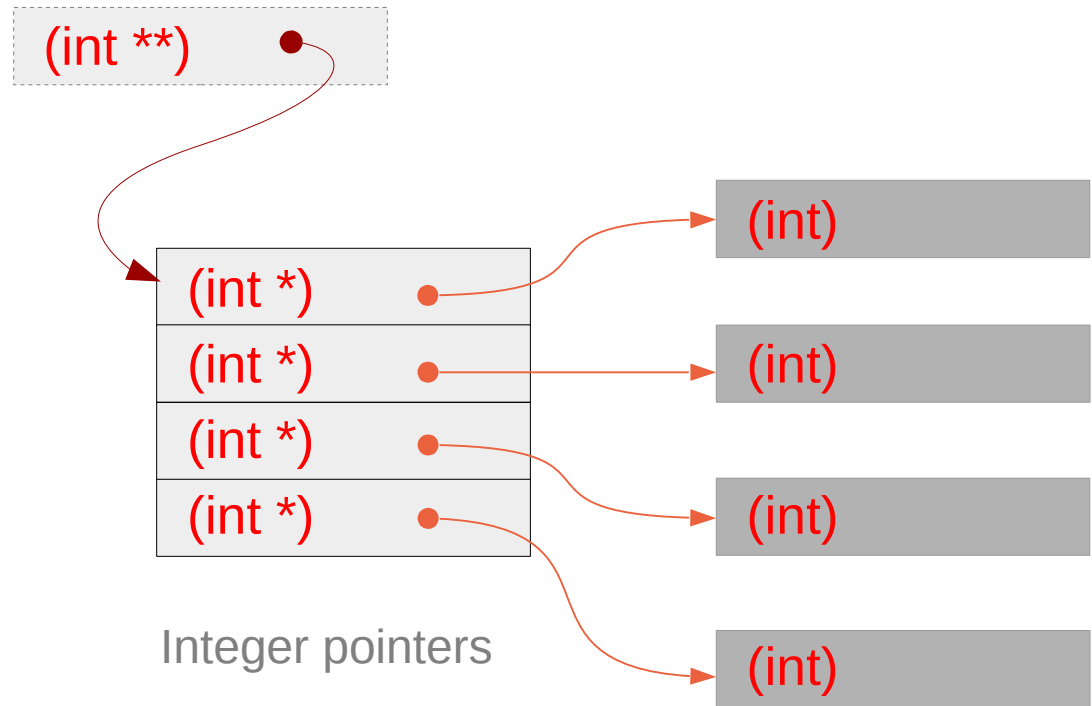 (int **)
(int *)
(int *)
(int *)
(int *)
(int)
(int)
(int)
(int)
Integer pointers